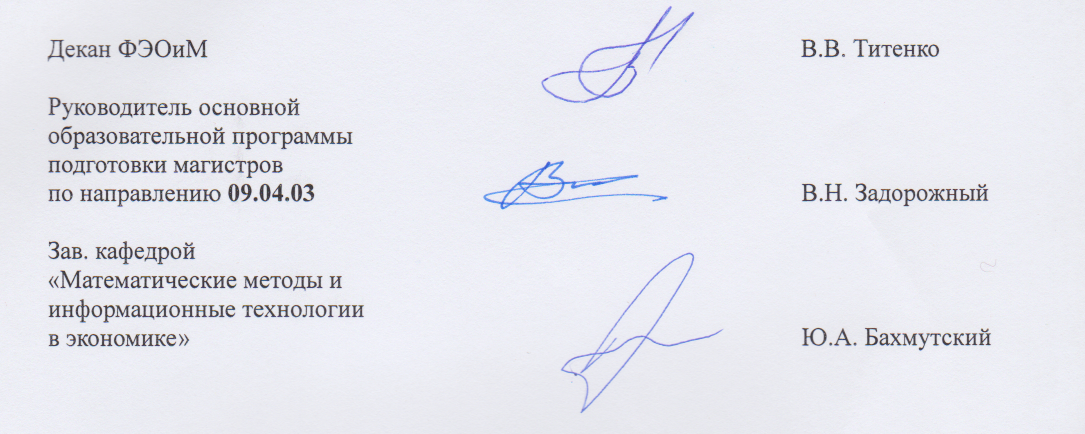 Декан ФЭОиМ В.В. Титенко
Руководитель основной
образовательной программы
подготовки магистров
по направлению 09.04.03 В.Н. Задорожный
Зав. кафедрой
«Математические методы и
информационные технологии
в экономике» Ю.А. Бахмутский